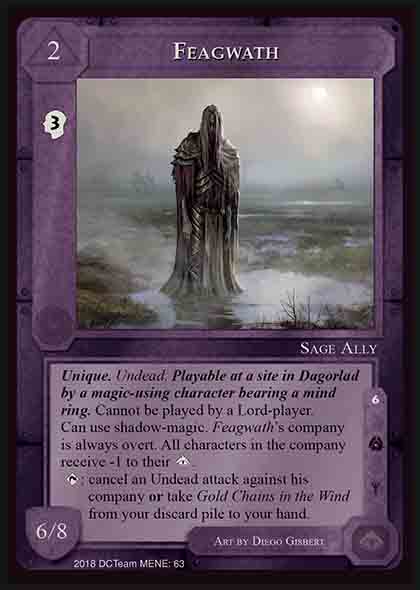 2
FEAGWATH
3
SAGE ALLY
Unique. Undead. Playable at a site in Dagorlad
by a magic-using character bearing a mind
ring. Cannot be played by a Lord-player.
Can use shadow-magic. Feagwath's company
is always overt. All characters in the company
receive -1 to their
: cancel an Undead attack against his
company or take Gold Chains in the Wind
from your discard pile to your hand.
6
6/8
ART BY DIEGO GISBERT
2018 DCTeam MENE: 63